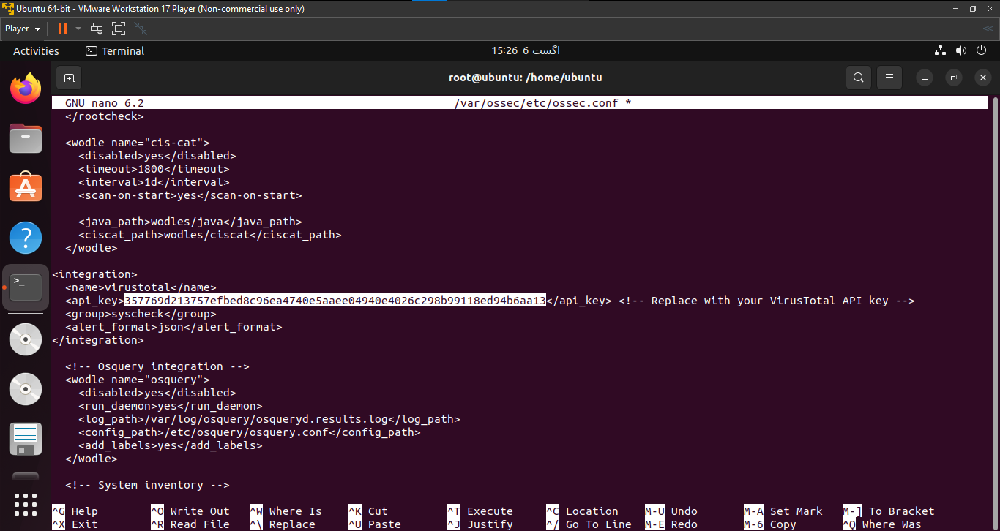 Ubuntu 64-bit - VMware Workstation 17 Player (Non-commercial use only)
Player
Activities
Terminal
15:26 6 اگست
root@ubuntu: /home/ubuntu
GNU nano 6.2 /var/ossec/etc/ossec.conf *
</rootcheck>
<wodle name="cis-cat">
<disabled>yes</disabled>
<timeout>1800</timeout>
<interval>1d</interval>
<scan-on-start>yes</scan-on-start>
<java_path>wodles/java</java_path>
<ciscat_path>wodles/ciscat</ciscat_path>
</wodle>
<integration>
<name>virustotal</name>
<api_key>357769d213757efbed8c96ea4740e5aaee04940e4026c298b99118ed94b6aa13</api_key> <!-- Replace with your VirusTotal API key -->
<group>syscheck</group>
<alert_format>json</alert_format>
</integration>
<!-- Osquery integration -->
<wodle name="osquery">
<disabled>yes</disabled>
<run_daemon>yes</run_daemon>
<log_path>/var/log/osquery/osqueryd.results.log</log_path>
<config_path>/etc/osquery/osquery.conf</config_path>
<add_labels>yes</add_labels>
</wodle>
<!-- System inventory -->
^G Help ^O Write Out ^W Where Is ^K Cut ^T Execute ^C Location M-U Undo M-A Set Mark M-] To Bracket
^X Exit ^R Read File ^\ Replace ^U Paste ^J Justify ^/ Go To Line M-E Redo M-6 Copy ^Q Where Was